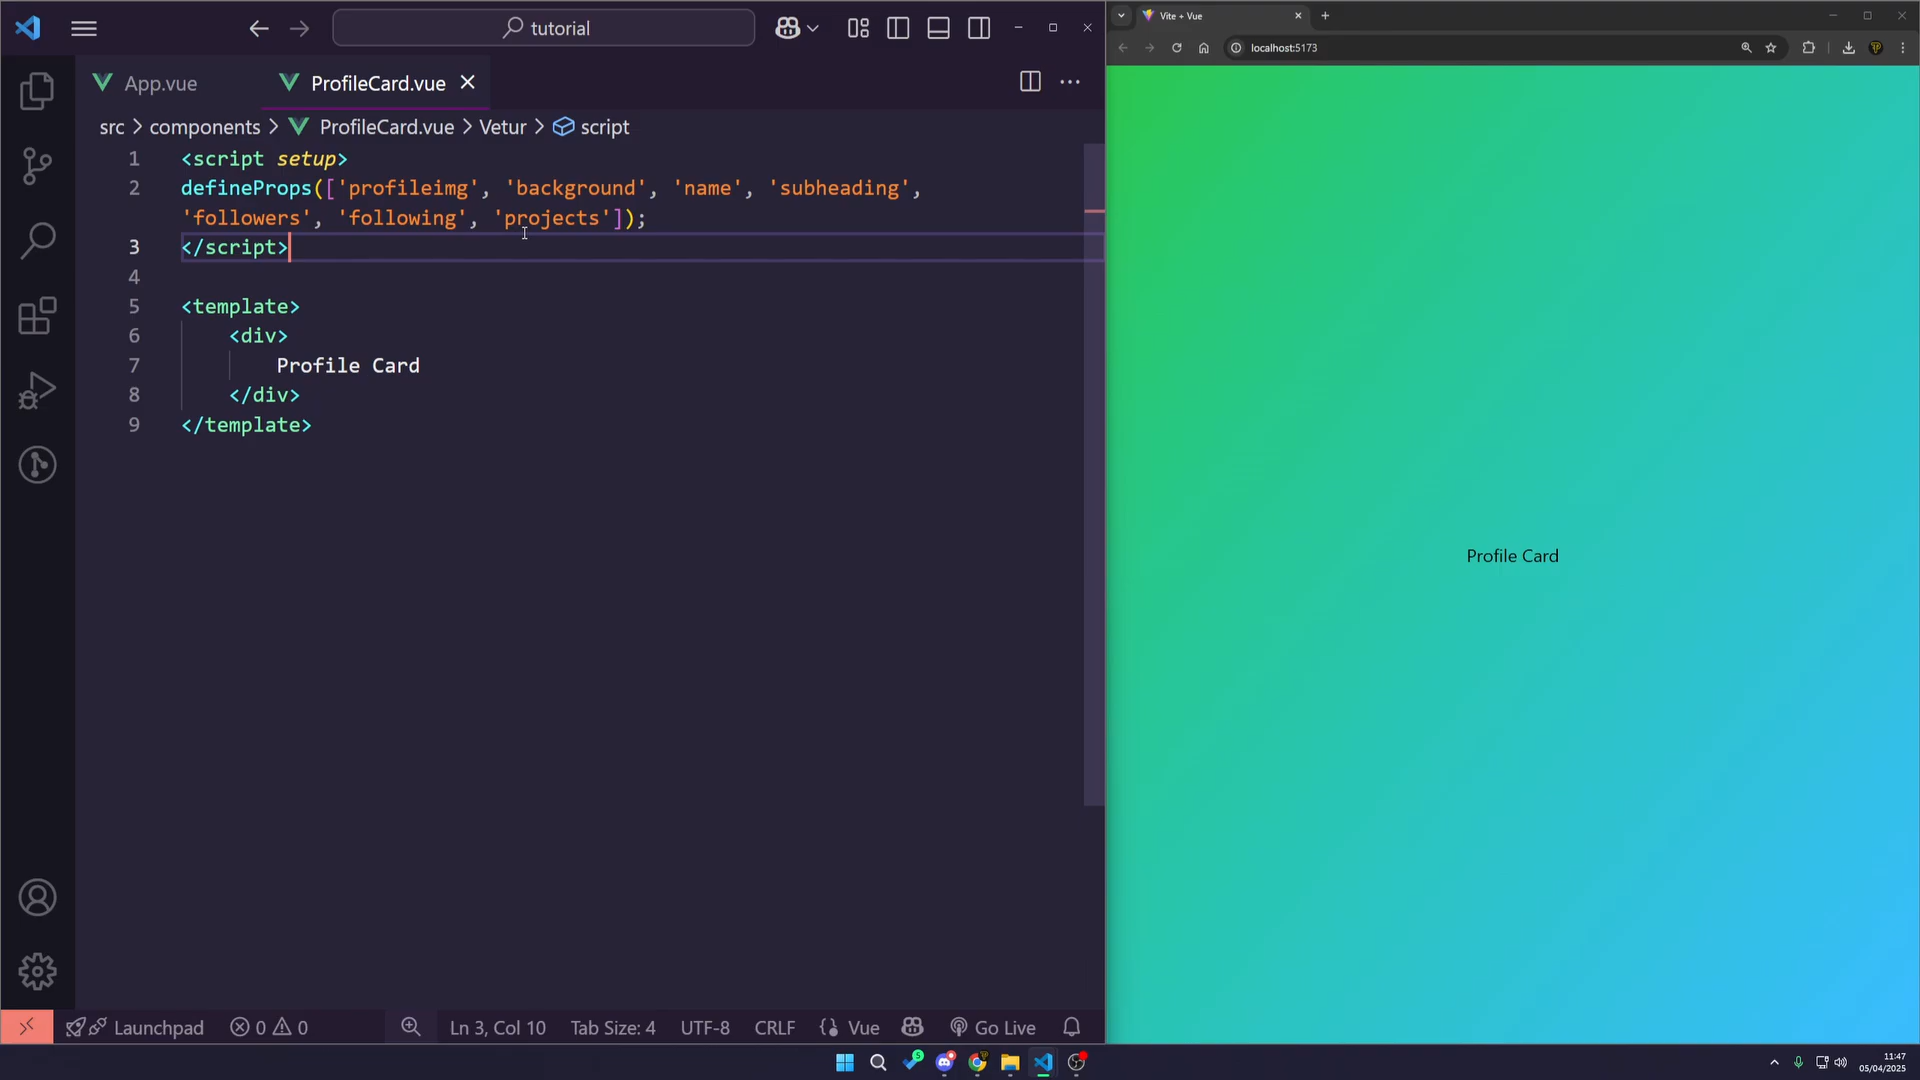 tutorial
App.vue
ProfileCard.vue
src > components > ProfileCard.vue > Vetur > script
1 <script setup>
2 defineProps(['profileimg', 'background', 'name', 'subheading',
'followers', 'following', 'projects']);
3 </script>
4
5 <template>
6 <div>
7 Profile Card
8 </div>
9 </template>
Launchpad 0 0 Ln 3, Col 10 Tab Size: 4 UTF-8 CRLF Vue Go Live
Vite + Vue
localhost:5173
Profile Card
5
11:47
05/04/2025